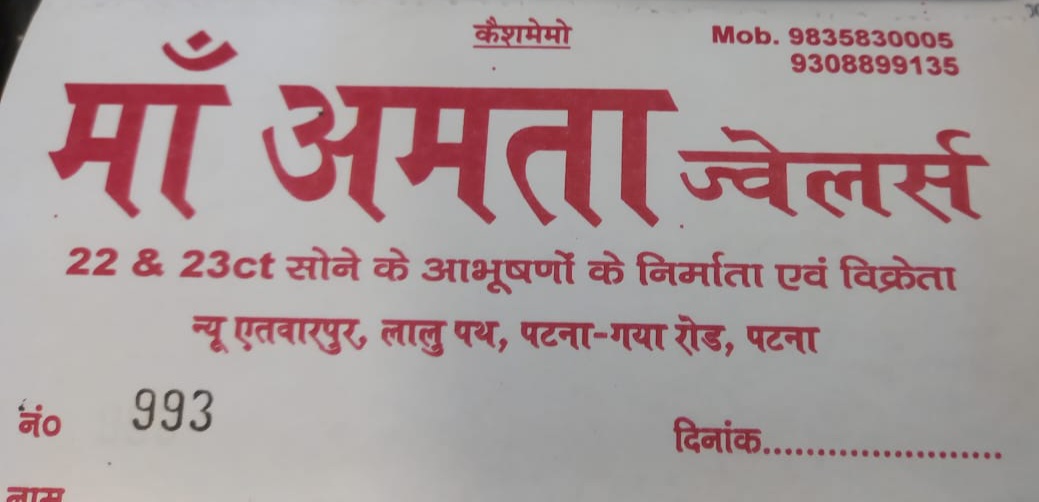 कैशमेमो
Mob. 9835830005
9308899135
माँ अमता ज्वेलर्स
22 & 23ct सोने के आभूषणों के निर्माता एवं विक्रेता
न्यू एतवारपुर, लालु पथ, पटना-गया रोड, पटना
नं० 993
दिनांक......................
नाम